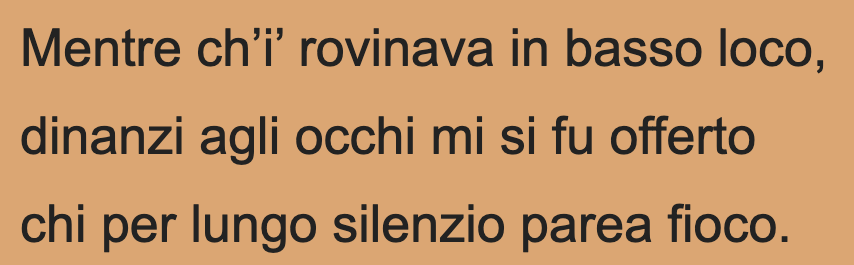 Mentre ch’i’ rovinava in basso loco,
dinanzi agli occhi mi si fu offerto
chi per lungo silenzio parea fioco.